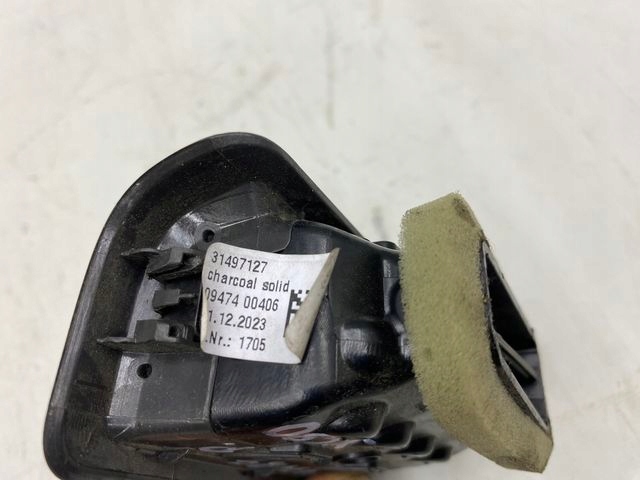 31497127
charcoal solid
09474 00406
1.12.2023
.Nr.: 1705